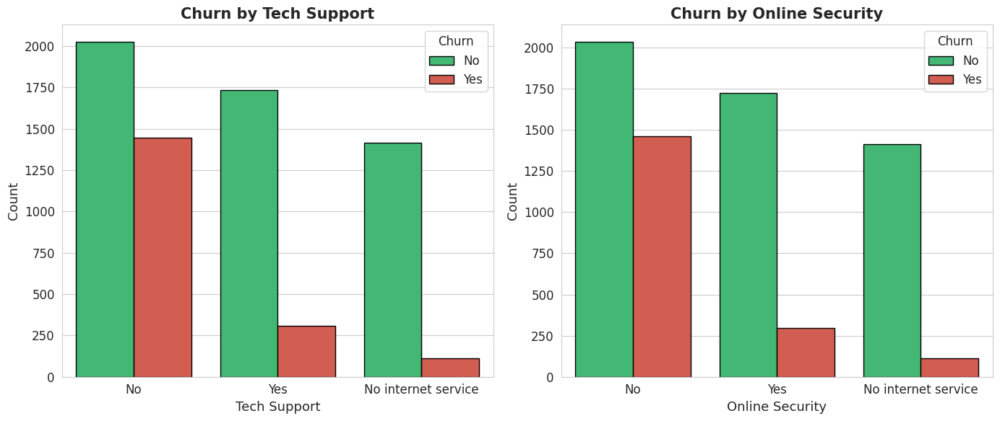 Churn by Tech Support
Churn
No
Yes
2000
1750
1500
1250
1000
750
500
250
0
Count
No
Yes
No internet service
Tech Support
Churn by Online Security
Churn
No
Yes
2000
1750
1500
1250
1000
750
500
250
0
Count
No
Yes
No internet service
Online Security